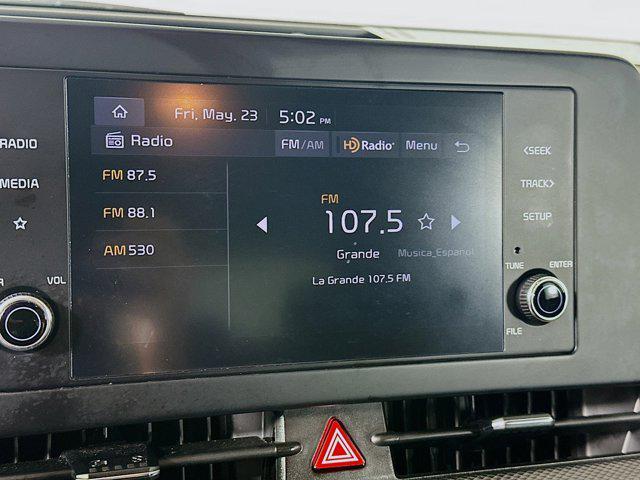 Fri, May. 23 5:02 PM
Radio FM/AM HD Radio Menu
FM 87.5
FM 88.1
AM 530
FM
107.5
Grande Musica_Espanol
La Grande 107.5 FM
RADIO
MEDIA
VOL
<SEEK
TRACK>
SETUP
TUNE ENTER
FILE